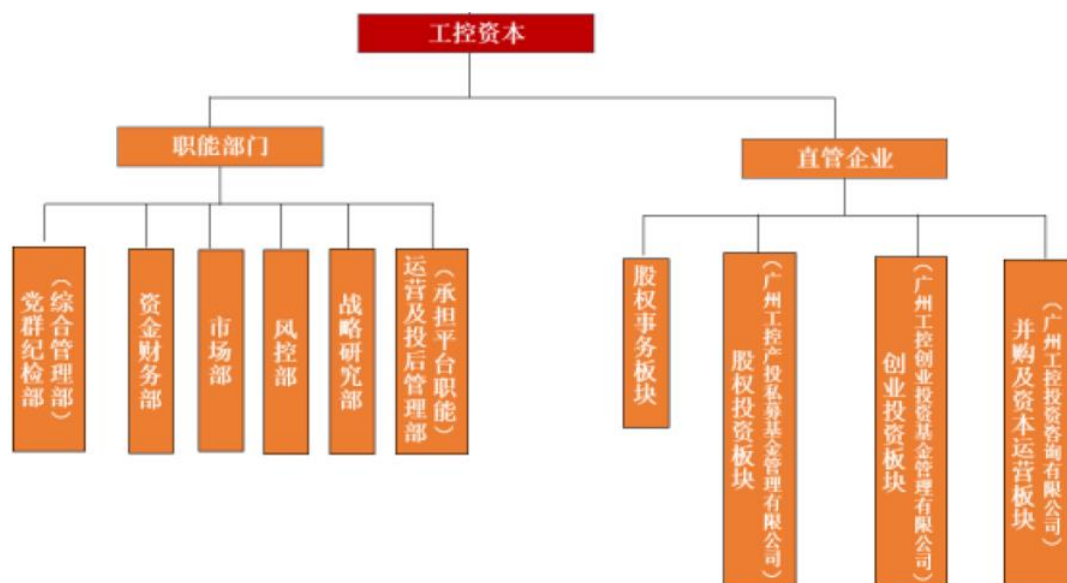 工控资本
职能部门
直管企业
党群纪检部
（综合管理部）
资金财务部
市场部
风控部
战略研究部
运营及投后管理部
（承担平台职能）
股权事务板块
股权投资板块
（广州工控产投私募基金管理有限公司）
创业投资板块
（广州工控创业投资基金管理有限公司）
并购及资本运营板块
（广州工控投资咨询有限公司）